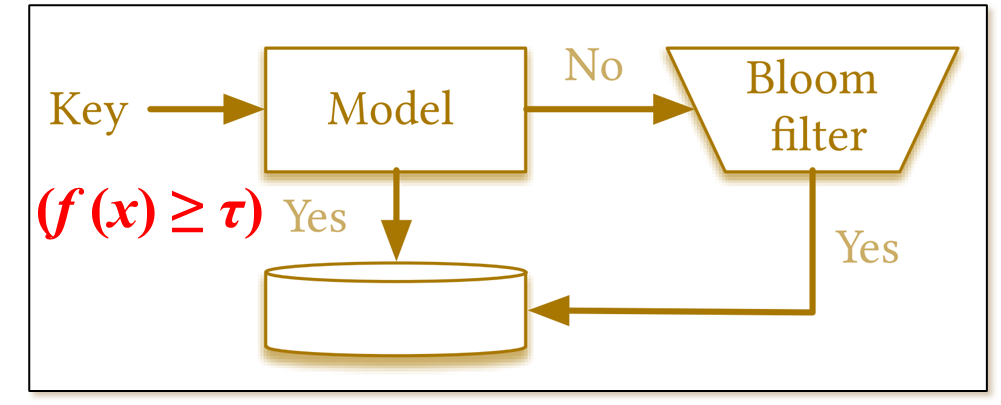 No
Bloom
filter
Key
Model
(f (x) ≥ τ)
Yes
Yes